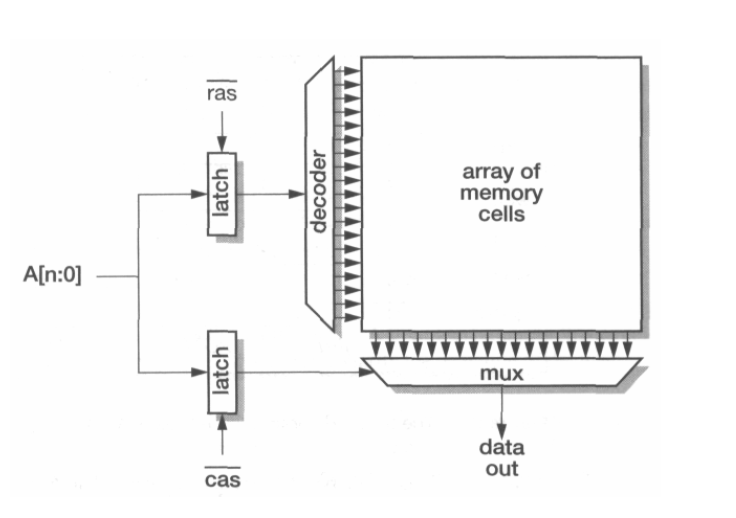 ras
latch
decoder
array of
memory
cells
A[n:0]
latch
mux
data
out
cas